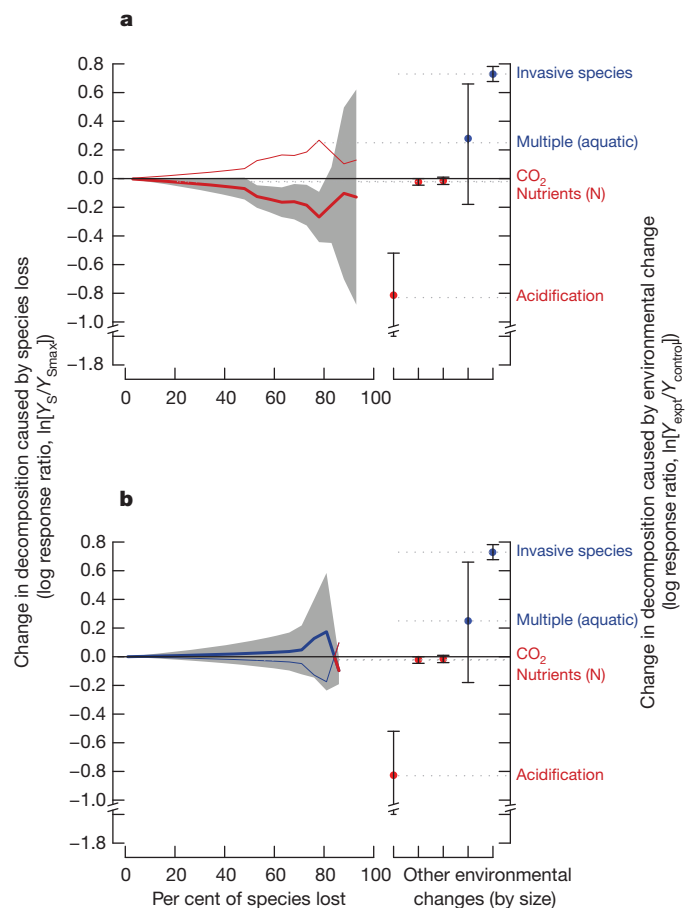 a
0.8
0.6
0.4
0.2
0.0
−0.2
−0.4
−0.6
−0.8
−1.0
−1.8
0
20
40
60
80
100
Invasive species
Multiple (aquatic)
CO2
Nutrients (N)
Acidification
b
0.8
0.6
0.4
0.2
0.0
−0.2
−0.4
−0.6
−0.8
−1.0
−1.8
0
20
40
60
80
100
Per cent of species lost
Invasive species
Multiple (aquatic)
CO2
Nutrients (N)
Acidification
Other environmental
changes (by size)
Change in decomposition caused by species loss
(log response ratio, ln[YS/YSmax])
Change in decomposition caused by environmental change
(log response ratio, ln[Yexpt/Ycontrol])